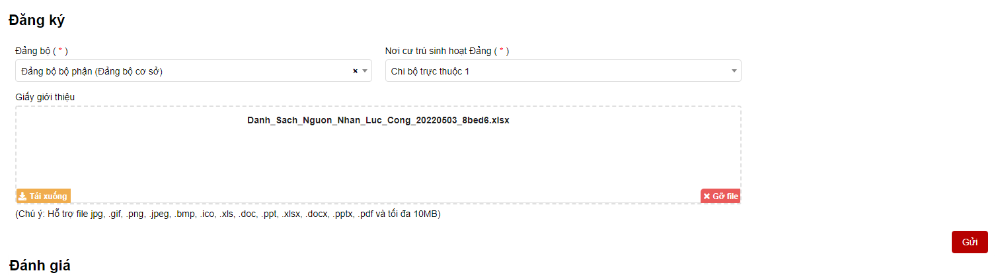 Đăng ký
Đảng bộ ( * ) Nơi cư trú sinh hoạt Đảng ( * )
Đảng bộ bộ phận (Đảng bộ cơ sở) × Chi bộ trực thuộc 1
Giấy giới thiệu
Danh_Sach_Nguon_Nhan_Luc_Cong_20220503_8bed6.xlsx
Tải xuống Gỡ file
(Chú ý: Hỗ trợ file jpg, .gif, .png, .jpeg, .bmp, .ico, .xls, .doc, .ppt, .xlsx, .docx, .pptx, .pdf và tối đa 10MB)
Gửi
Đánh giá